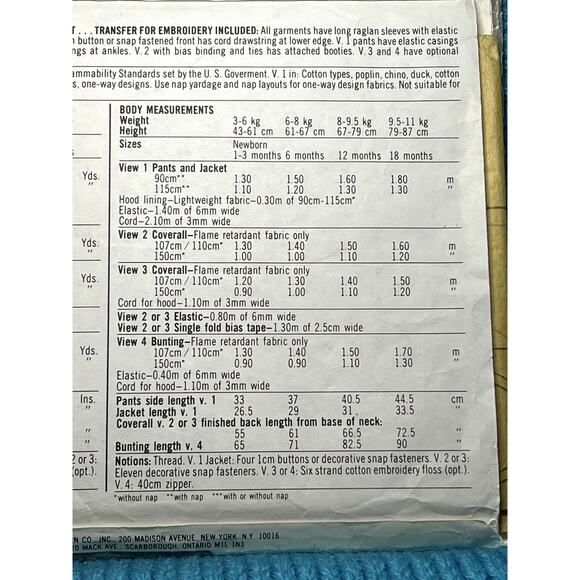 T . . . TRANSFER FOR EMBROIDERY INCLUDED: All garments have long raglan sleeves with elastic
button or snap fastened front has cord drawstring at lower edge. V. 1 pants have elastic casings
ngs at ankles. V. 2 with bias binding and ties has attached booties. V. 3 and 4 have optional
ammability Standards set by the U. S. Goverment. V. 1 in: Cotton types, poplin, chino, duck, cotton
s, one-way designs. Use nap yardage and nap layouts for one-way design fabrics. Not suitable for
BODY MEASUREMENTS
Weight 3-6 kg 6-8 kg 8-9.5 kg 9.5-11 kg
Height 43-61 cm 61-67 cm 67-79 cm 79-87 cm
Sizes Newborn
1-3 months 6 months 12 months 18 months
View 1 Pants and Jacket
Yds. 90cm** 1.30 1.50 1.60 1.80 m
" 115cm** 1.10 1.20 1.30 1.30 "
Hood lining–Lightweight fabric–0.30m of 90cm-115cm*
Elastic–1.40m of 6mm wide
Cord–2.10m of 3mm wide
View 2 Coverall–Flame retardant fabric only
Yds. 107cm/110cm* 1.30 1.40 1.50 1.60 m
" 150cm* 1.00 1.00 1.10 1.20 "
View 3 Coverall–Flame retardant fabric only
Yds. 107cm/110cm* 1.20 1.30 1.40 1.50 m
" 150cm* 0.90 1.00 1.10 1.20 "
Cord for hood–1.10m of 3mm wide
View 2 or 3 Elastic–0.80m of 6mm wide
View 2 or 3 Single fold bias tape–1.30m of 2.5cm wide
View 4 Bunting–Flame retardant fabric only
Yds. 107cm/110cm* 1.30 1.40 1.50 1.70 m
" 150cm* 0.90 0.90 1.10 1.30 "
Elastic–0.40m of 6mm wide
Cord for hood–1.10m of 3mm wide
Ins. Pants side length v. 1 33 37 40.5 44.5 cm
" Jacket length v. 1 26.5 29 31 33.5 "
Coverall v. 2 or 3 finished back length from base of neck:
" 55 61 66.5 72.5 "
" Bunting length v. 4 65 71 82.5 90 "
2 or 3: Notions: Thread. V. 1 Jacket: Four 1cm buttons or decorative snap fasteners. V. 2 or 3:
(opt.). Eleven decorative snap fasteners. V. 3 or 4: Six strand cotton embroidery floss (opt.).
V. 4: 40cm zipper.
*without nap **with nap ***with or without nap
RN CO., INC., 200 MADISON AVENUE, NEW YORK, N.Y. 10016
20 MACK AVE. SCARBOROUGH, ONTARIO M1L 1N3